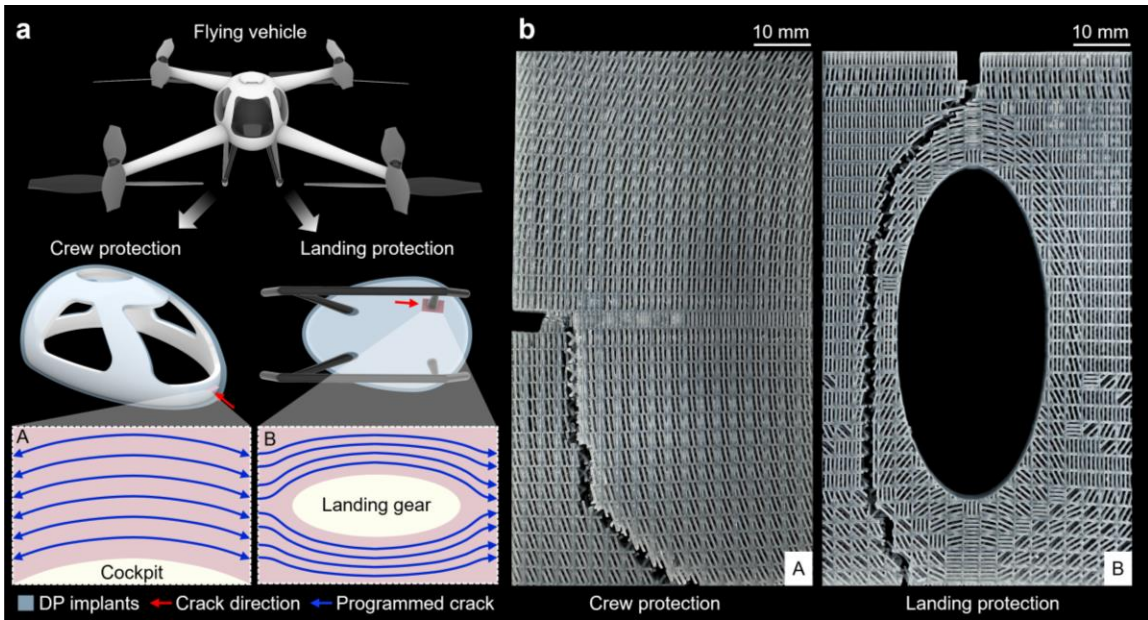 a
Flying vehicle
Crew protection
Landing protection
A
Cockpit
B
Landing gear
DP implants
Crack direction
Programmed crack
b
10 mm
10 mm
A
B
Crew protection
Landing protection